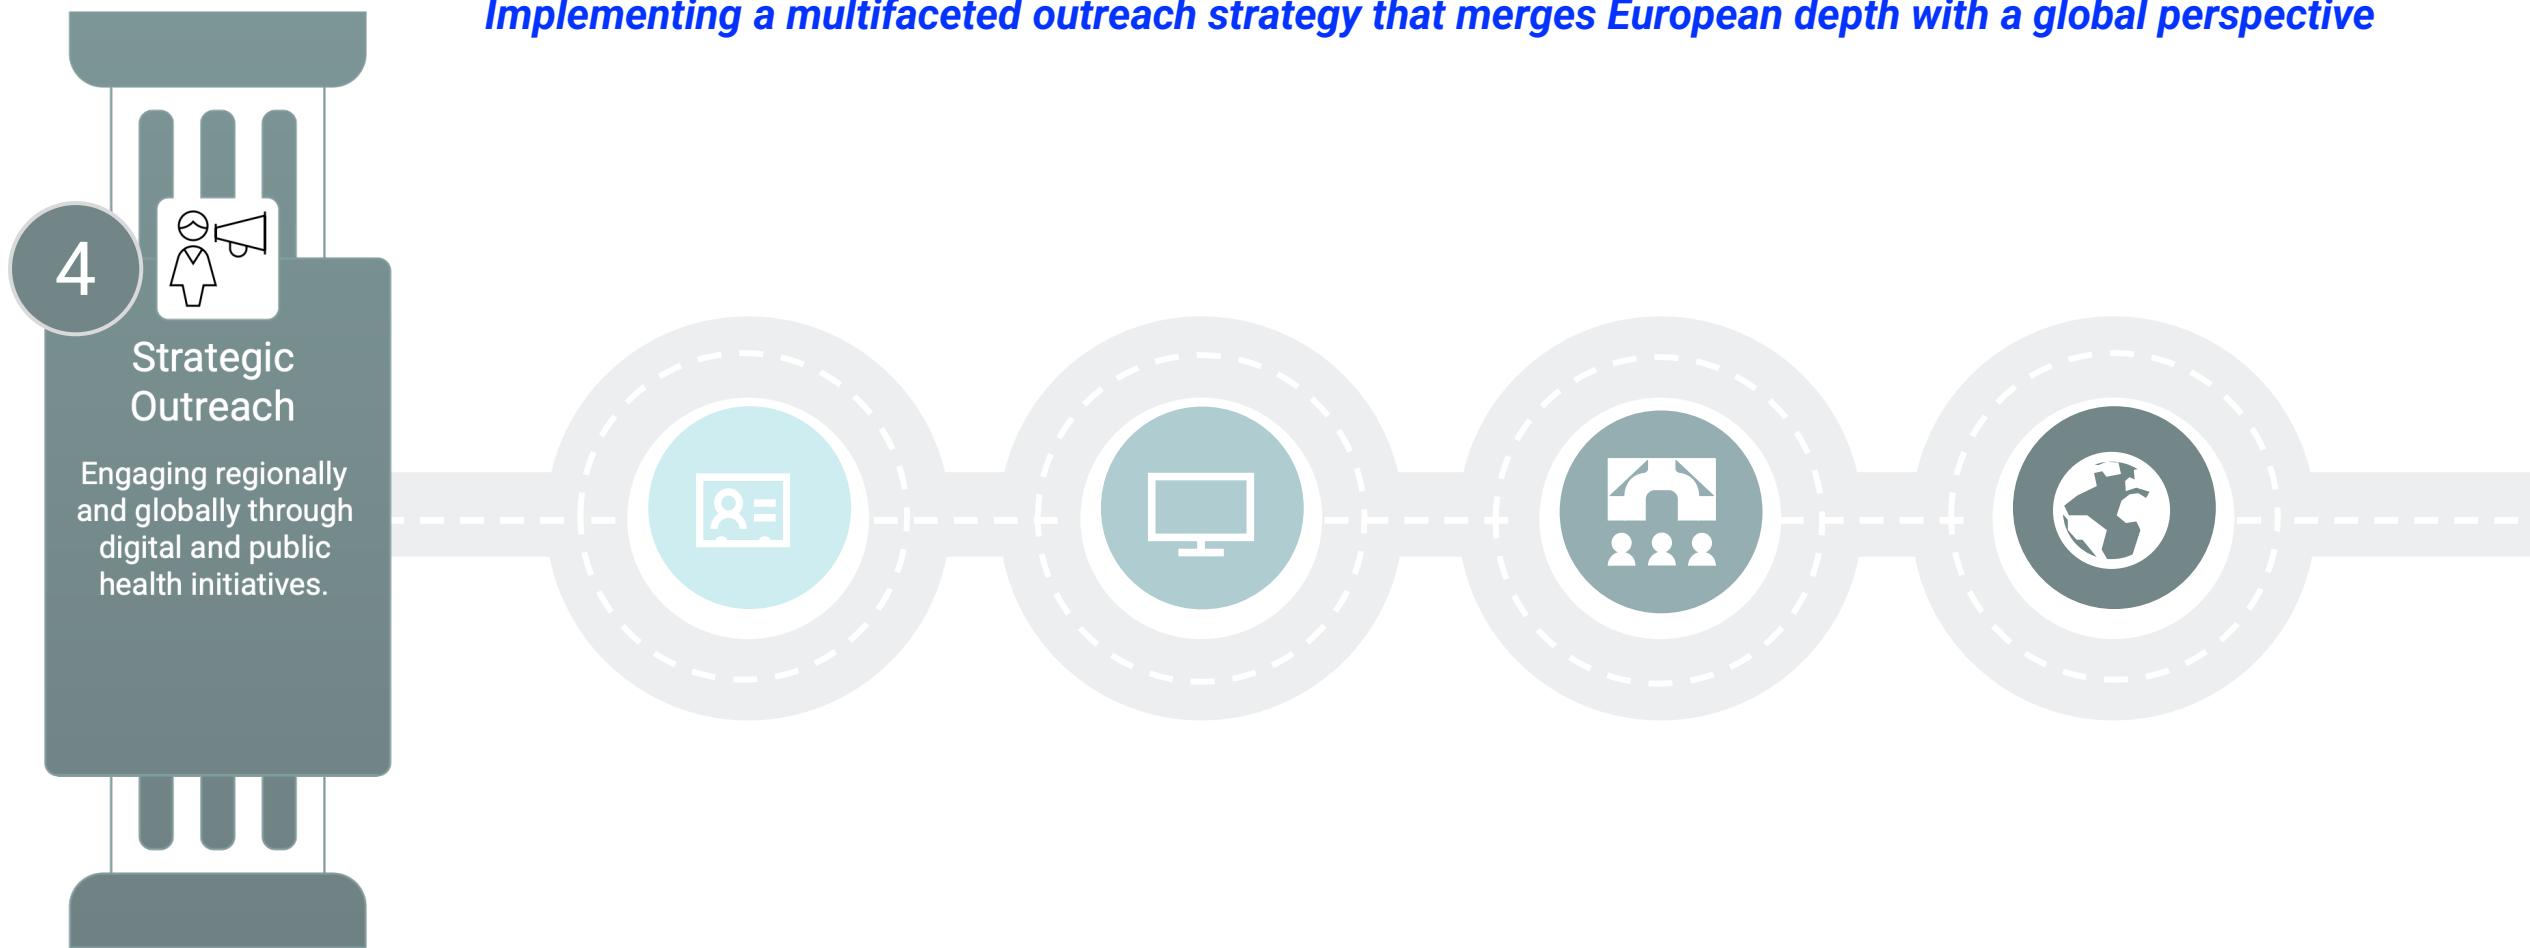 Implementing a multifaceted outreach strategy that merges European depth with a global perspective
4
Strategic
Outreach
Engaging regionally
and globally through
digital and public
health initiatives.